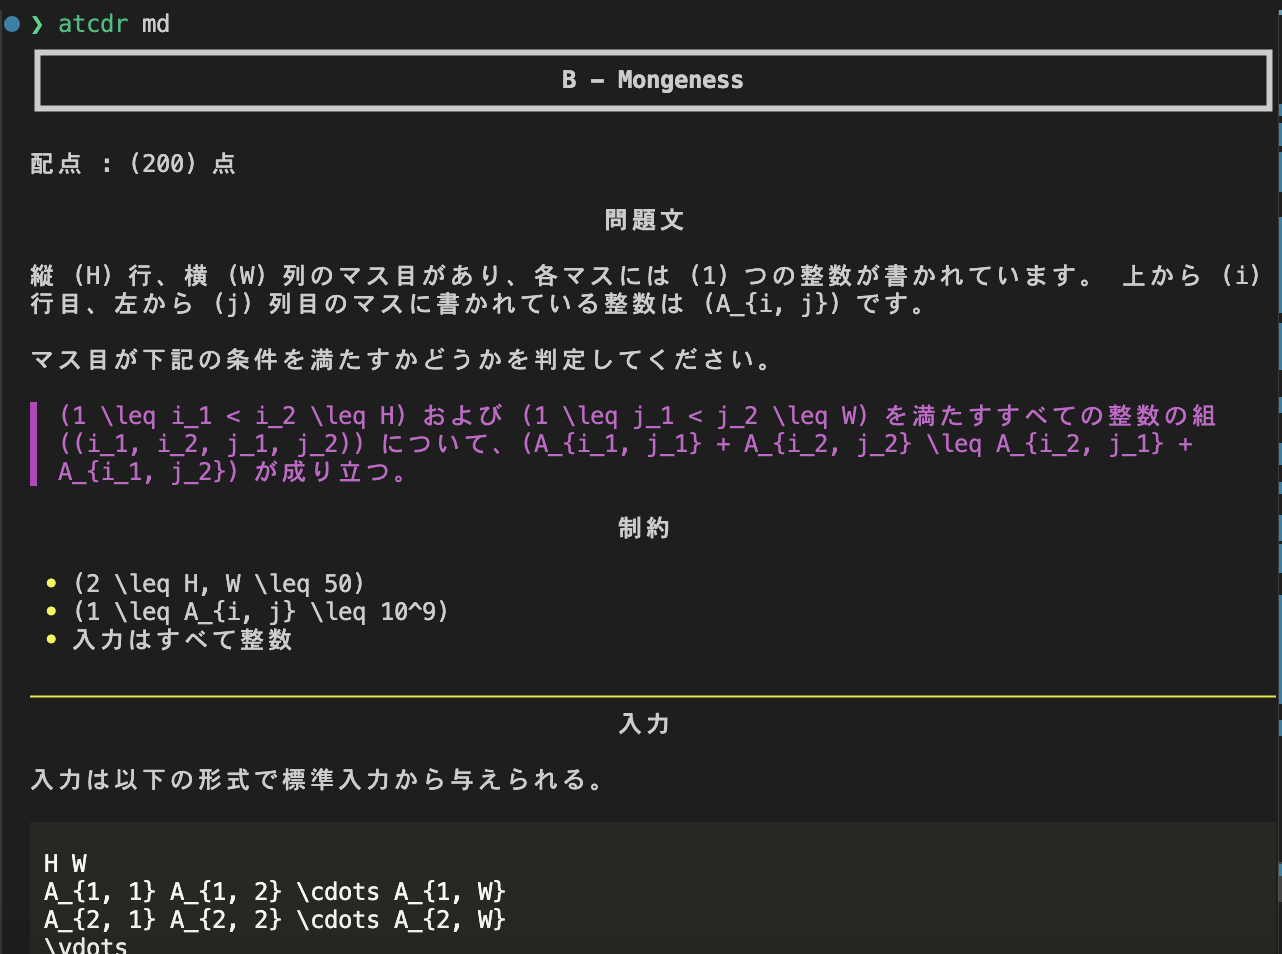 ❯ atcdr md
B – Mongeness
配点 : (200) 点
問題文
縦 (H) 行、横 (W) 列のマス目があり、各マスには (1) つの整数が書かれています。 上から (i)
行目、左から (j) 列目のマスに書かれている整数は (A_{i, j}) です。
マス目が下記の条件を満たすかどうかを判定してください。
(1 \leq i_1 < i_2 \leq H) および (1 \leq j_1 < j_2 \leq W) を満たすすべての整数の組
((i_1, i_2, j_1, j_2)) について、(A_{i_1, j_1} + A_{i_2, j_2} \leq A_{i_2, j_1} +
A_{i_1, j_2}) が成り立つ。
制約
• (2 \leq H, W \leq 50)
• (1 \leq A_{i, j} \leq 10^9)
• 入力はすべて整数
入力
入力は以下の形式で標準入力から与えられる。
H W
A_{1, 1} A_{1, 2} \cdots A_{1, W}
A_{2, 1} A_{2, 2} \cdots A_{2, W}
\vdots